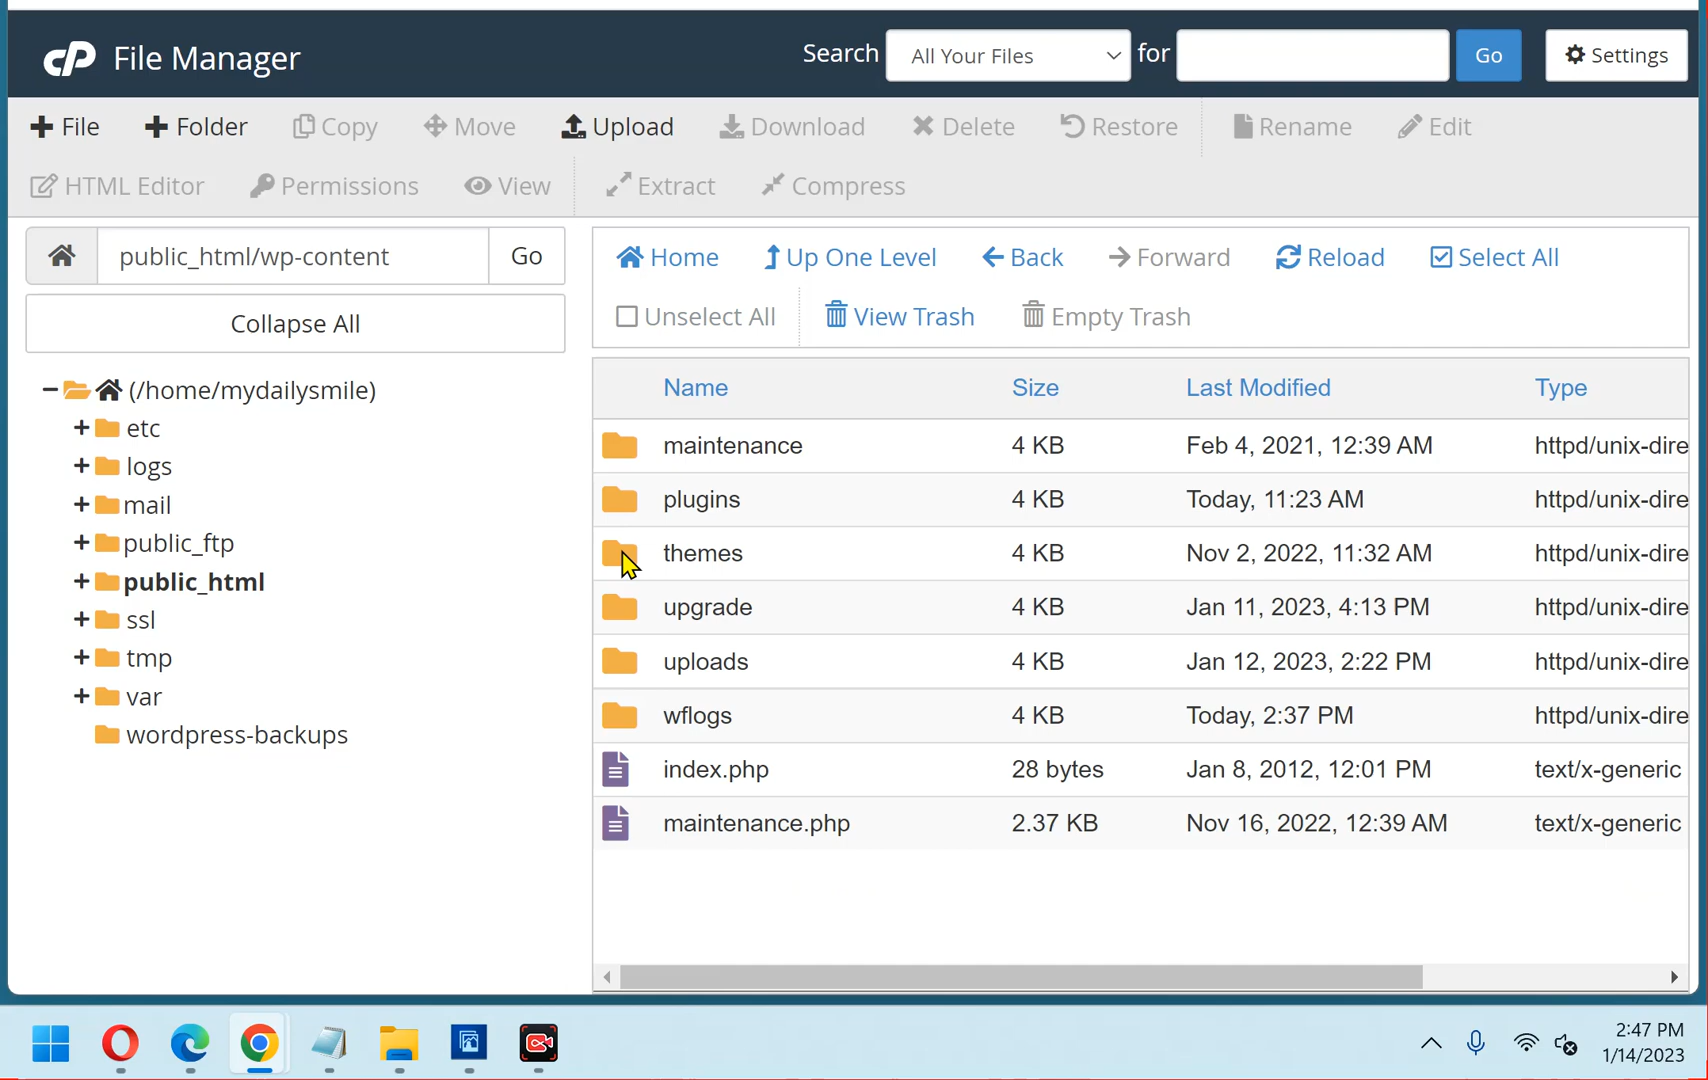 cP File Manager Search All Your Files for Go Settings
File Folder Copy Move Upload Download Delete Restore Rename Edit
HTML Editor Permissions View Extract Compress
public_html/wp-content Go
Collapse All
(/home/mydailysmile)
etc
logs
mail
public_ftp
public_html
ssl
tmp
var
wordpress-backups
Home Up One Level Back Forward Reload Select All
Unselect All View Trash Empty Trash
Name Size Last Modified Type
maintenance 4 KB Feb 4, 2021, 12:39 AM httpd/unix-dire
plugins 4 KB Today, 11:23 AM httpd/unix-dire
themes 4 KB Nov 2, 2022, 11:32 AM httpd/unix-dire
upgrade 4 KB Jan 11, 2023, 4:13 PM httpd/unix-dire
uploads 4 KB Jan 12, 2023, 2:22 PM httpd/unix-dire
wflogs 4 KB Today, 2:37 PM httpd/unix-dire
index.php 28 bytes Jan 8, 2012, 12:01 PM text/x-generic
maintenance.php 2.37 KB Nov 16, 2022, 12:39 AM text/x-generic
2:47 PM
1/14/2023